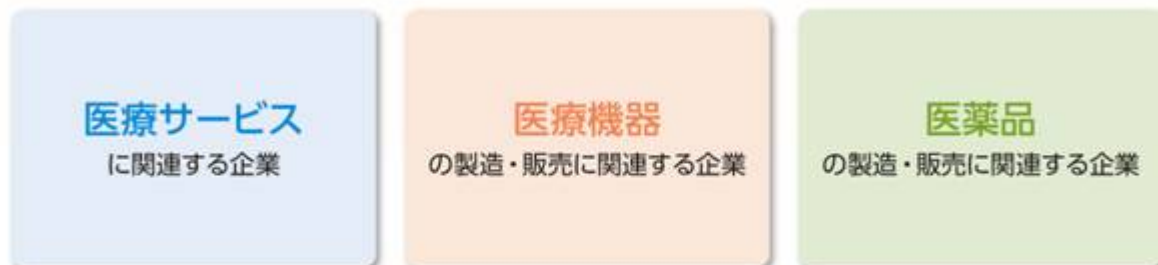 医療サービス
に関連する企業
医療機器
の製造・販売に関連する企業
医薬品
の製造・販売に関連する企業